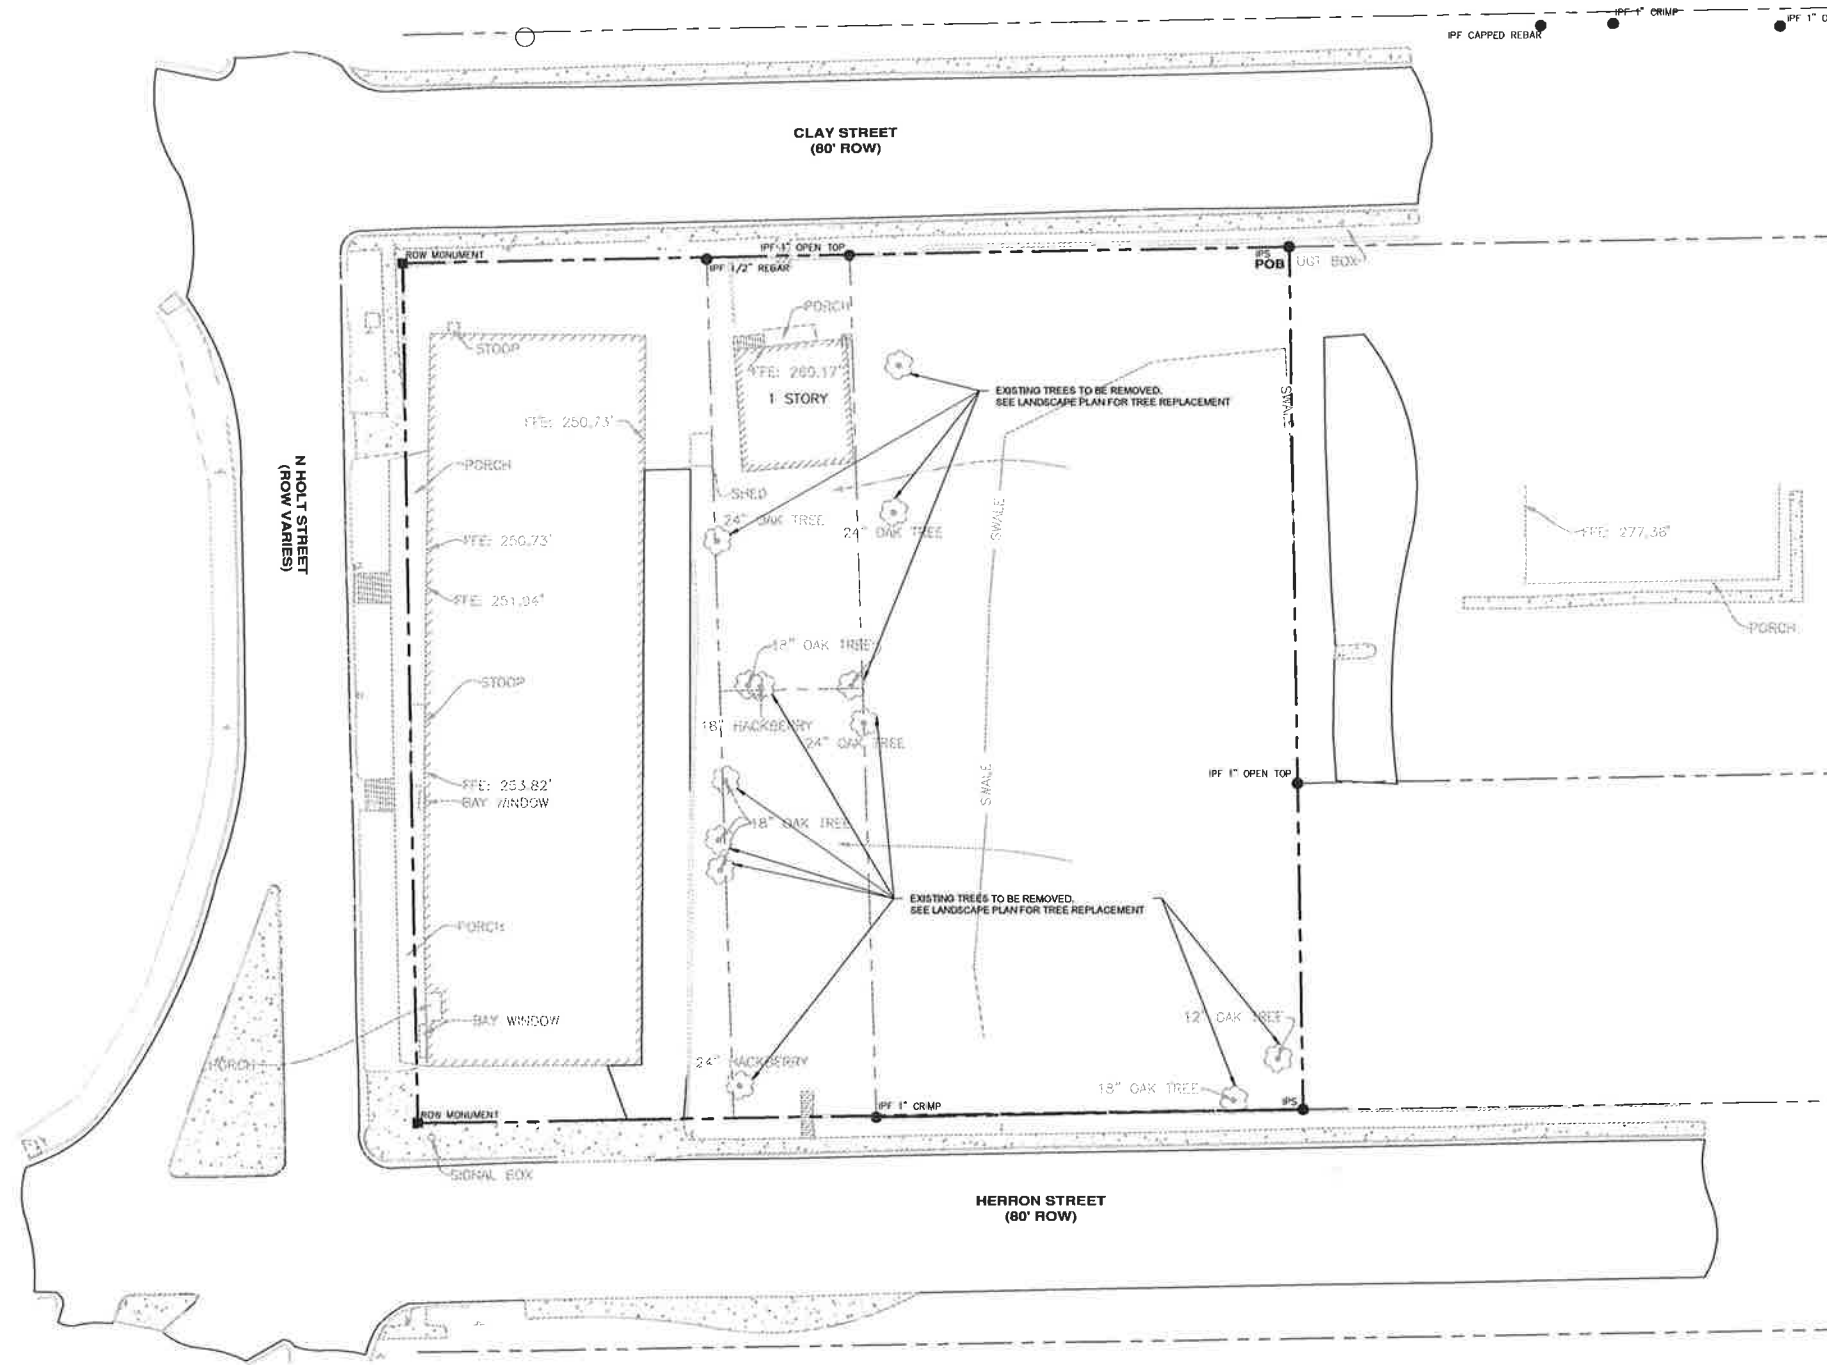 IPF 1" CRIMP
IPF CAPPED REBAR
IPF 1"
CLAY STREET
(80' ROW)
ROW MONUMENT
IPF 1" OPEN TOP
IPF 1/2" REBAR
IPS
POB
UGT BOX
PORCH
STOOP
FFE: 260.17'
1 STORY
EXISTING TREES TO BE REMOVED.
SEE LANDSCAPE PLAN FOR TREE REPLACEMENT
SWALE
FFE: 250.73'
N HOLT STREET
(ROW VARIES)
PORCH
SHED
24" OAK TREE
24" OAK TREE
SWALE
FFE: 250.73'
FFE: 277.36'
FFE: 251.04'
PORCH
18" OAK TREE
STOOP
18" HACKBERRY
24" OAK TREE
SWALE
IPF 1" OPEN TOP
FFE: 253.82'
BAY WINDOW
18" OAK TREE
EXISTING TREES TO BE REMOVED.
SEE LANDSCAPE PLAN FOR TREE REPLACEMENT
PORCH
BAY WINDOW
12" OAK TREE
PORCH
24" HACKBERRY
18" OAK TREE
IPS
IPF 1" CRIMP
ROW MONUMENT
SIGNAL BOX
HERRON STREET
(80' ROW)